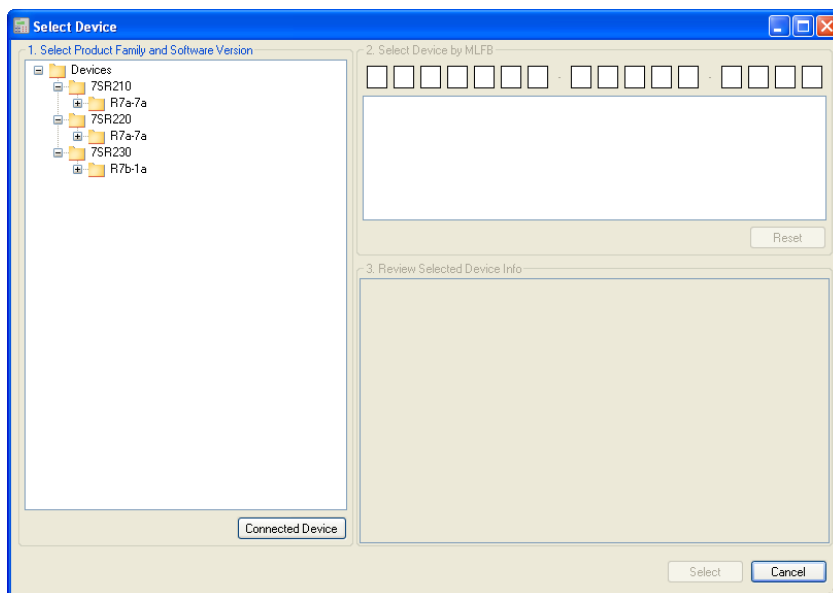 Select Device
1. Select Product Family and Software Version
Devices
7SR210
R7a-7a
7SR220
R7a-7a
7SR230
R7b-1a
Connected Device
2. Select Device by MLFB
- -
Reset
3. Review Selected Device Info
Select Cancel